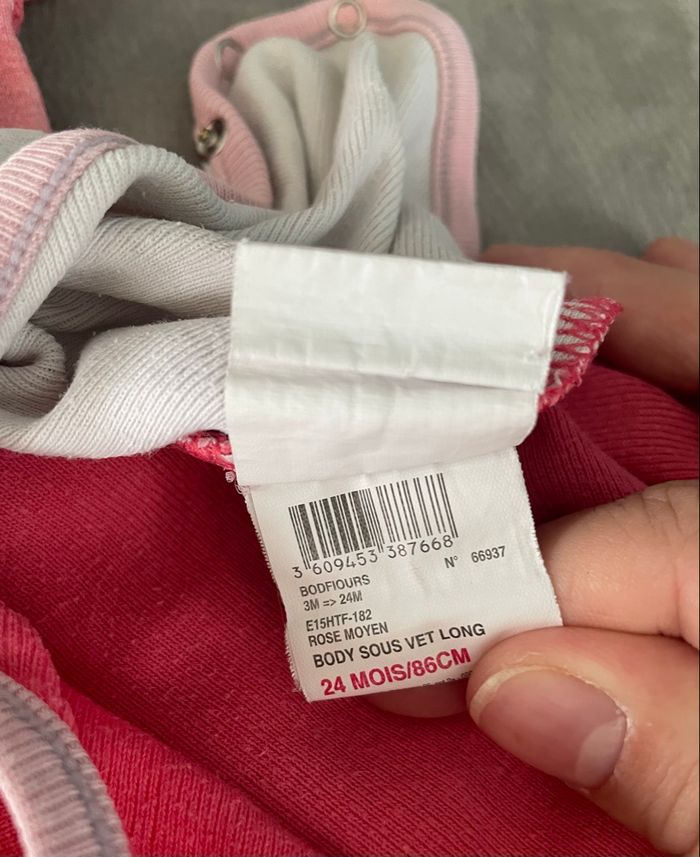 3 609453 387668
N° 66937
BODFIOURS
3M => 24M
E15HTF-182
ROSE MOYEN
BODY SOUS VET LONG
24 MOIS/86CM